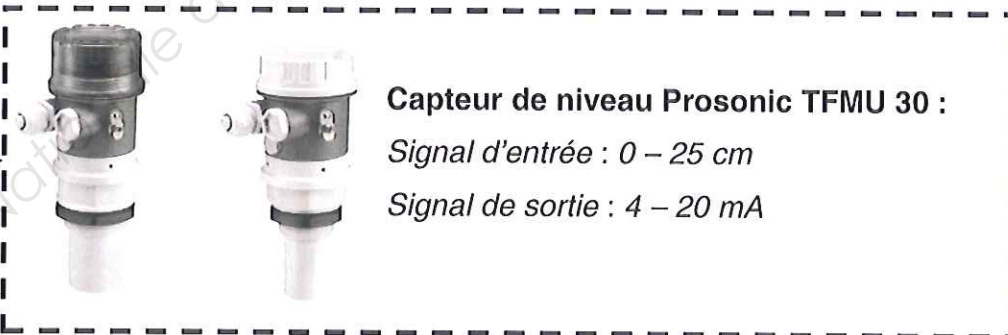 Capteur de niveau Prosonic TFMU 30 :
Signal d'entrée : 0 – 25 cm
Signal de sortie : 4 – 20 mA